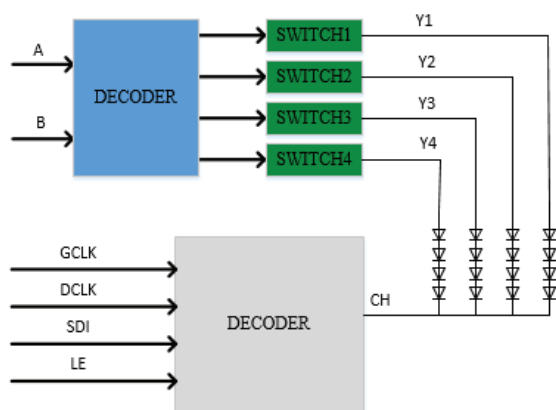 A
B
DECODER
SWITCH1
SWITCH2
SWITCH3
SWITCH4
Y1
Y2
Y3
Y4
GCLK
DCLK
SDI
LE
DECODER
CH